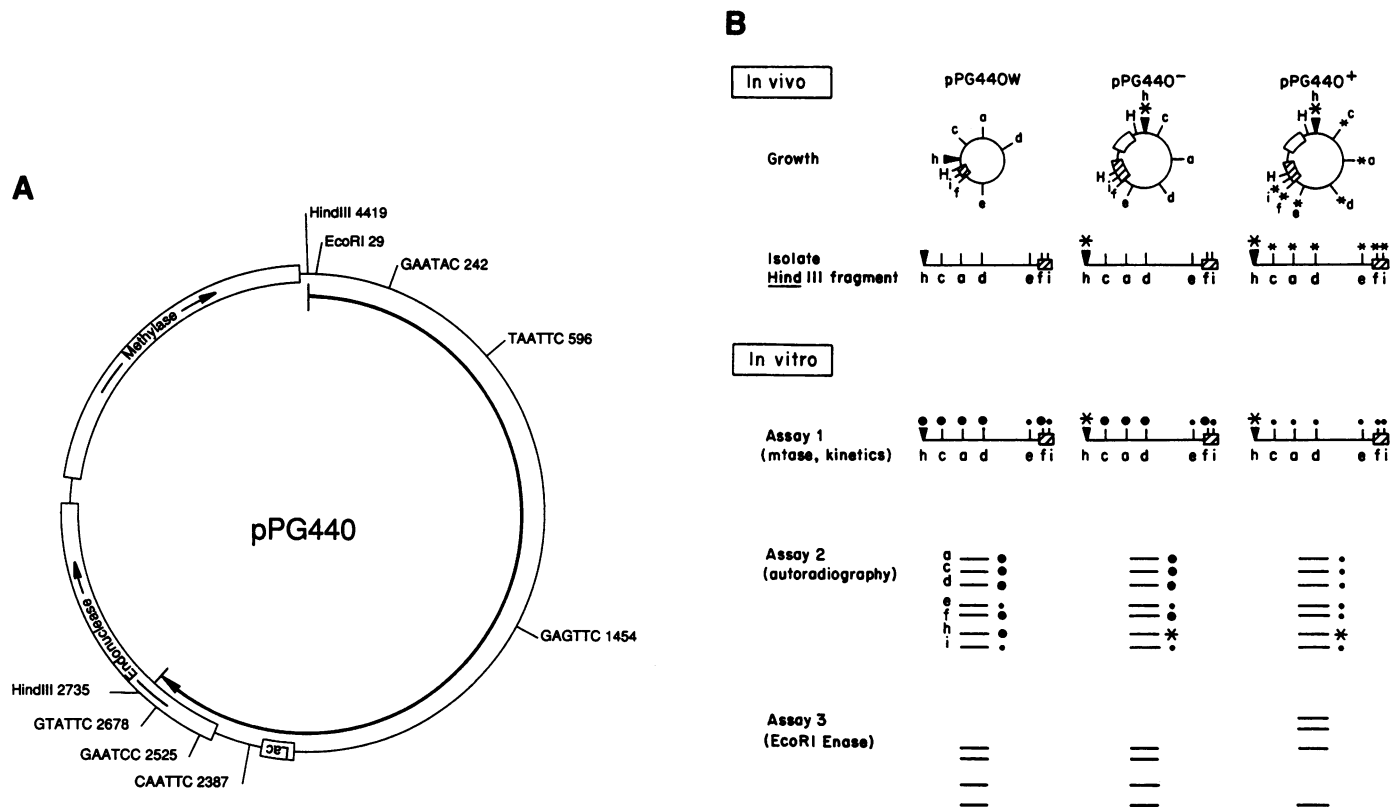 A
HindIII 4419
EcoRI 29
GAATAC 242
TAATTC 596
Methylase
pPG440
GAGTTC 1454
Endonuclease
HindIII 2735
GTATTC 2678
GAATCC 2525
Lac
CAATTC 2387
B
In vivo
pPG440W
pPG440−
pPG440+
Growth
a
c
d
h
H
i
f
e
h
*
H
c
a
d
H
i
f
e
h
*
H
*c
*a
*d
H
i*
f*
e*
Isolate
Hind III fragment
h c a d e f i
*
h c a d e f i
* * * * * * *
h c a d e f i
In vitro
Assay 1
(mtase, kinetics)
h c a d e f i
*
h c a d e f i
*
h c a d e f i
Assay 2
(autoradiography)
a
c
d
e
f
h
i
*
*
Assay 3
(EcoRI Enase)